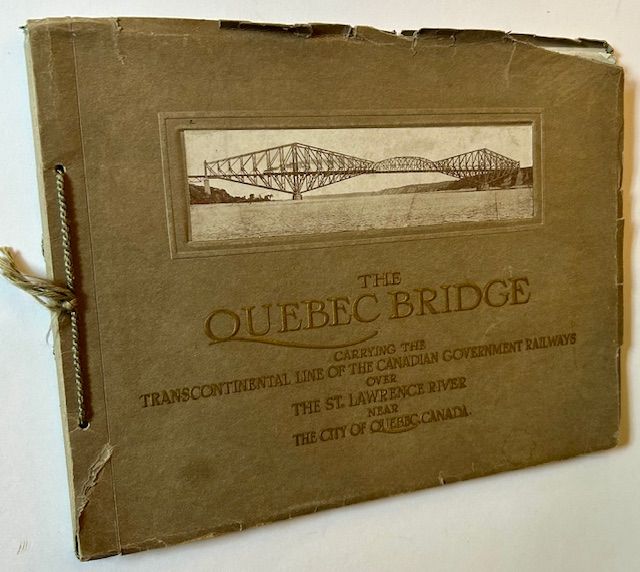 THE
QUEBEC BRIDGE
CARRYING THE
TRANSCONTINENTAL LINE OF THE CANADIAN GOVERNMENT RAILWAYS
OVER
THE ST. LAWRENCE RIVER
NEAR
THE CITY OF QUEBEC, CANADA.